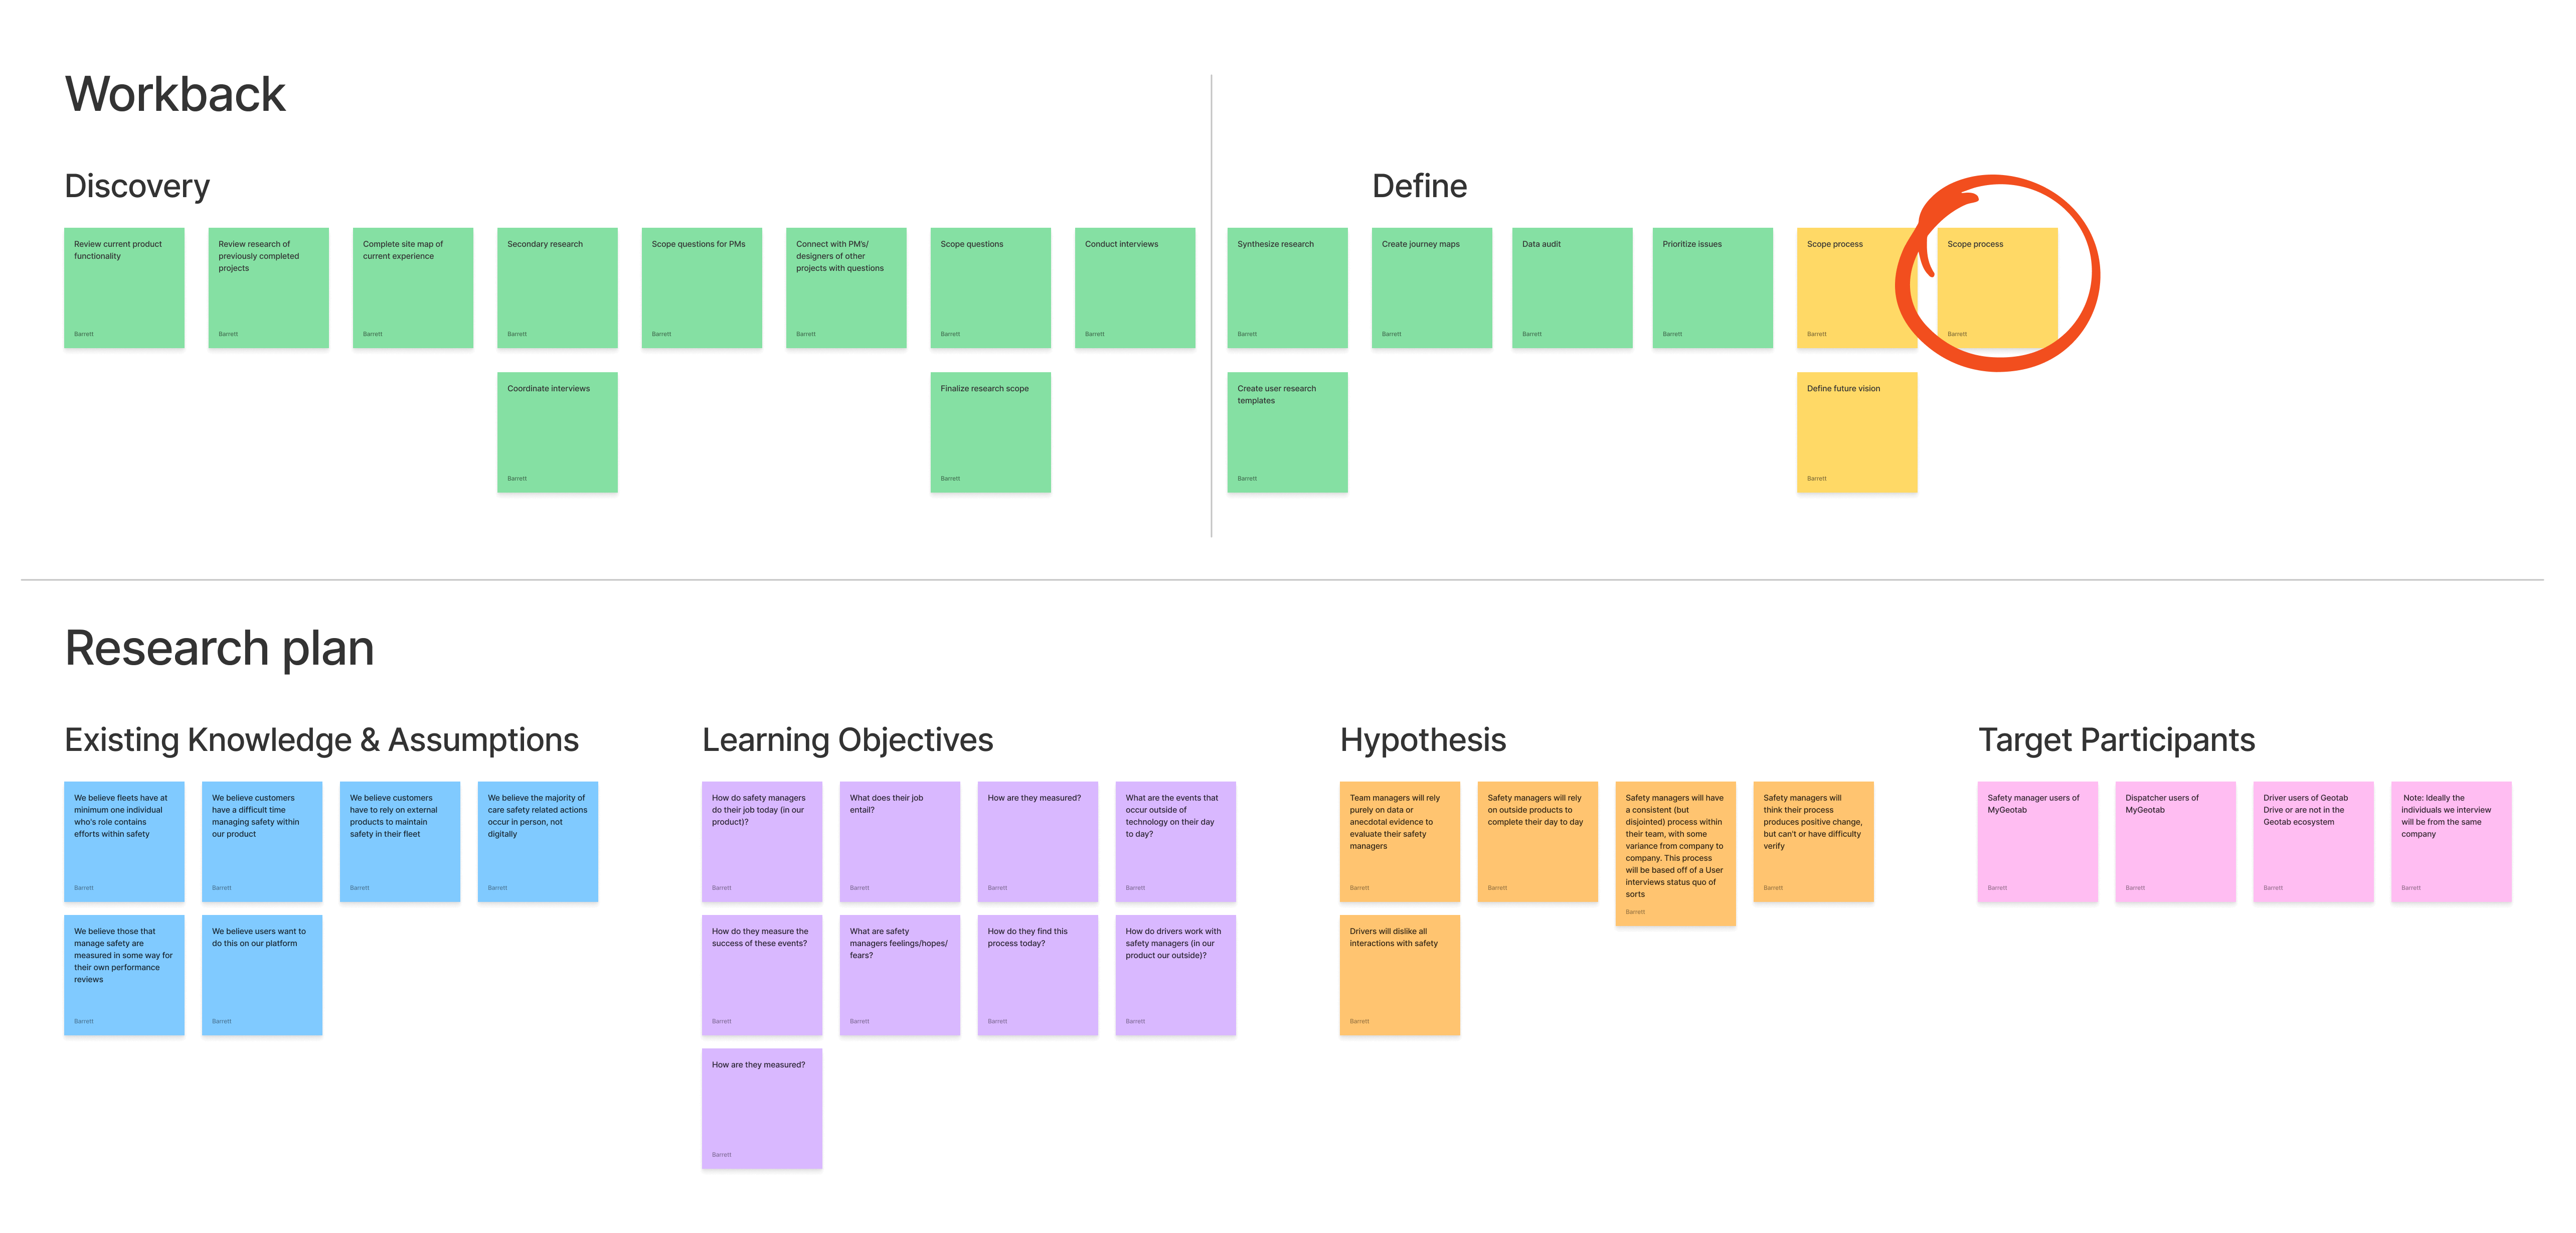 Workback
Discovery
Define
Review current product
functionality
Barrett
Review research of
previously completed
projects
Barrett
Complete site map of
current experience
Barrett
Secondary research
Barrett
Scope questions for PMs
Barrett
Connect with PM's/
designers of other
projects with questions
Barrett
Scope questions
Barrett
Conduct interviews
Barrett
Synthesize research
Barrett
Create journey maps
Barrett
Data audit
Barrett
Prioritize issues
Barrett
Scope process
Barrett
Scope process
Barrett
Coordinate interviews
Barrett
Finalize research scope
Barrett
Create user research
templates
Barrett
Define future vision
Barrett
Research plan
Existing Knowledge & Assumptions
We believe fleets have at
minimum one individual
who's role contains
efforts within safety
Barrett
We believe customers
have a difficult time
managing safety within
our product
Barrett
We believe customers
have to rely on external
products to maintain
safety in their fleet
Barrett
We believe the majority of
care safety related actions
occur in person, not
digitally
Barrett
We believe those that
manage safety are
measured in some way for
their own performance
reviews
Barrett
We believe users want to
do this on our platform
Barrett
Learning Objectives
How do safety managers
do their job today (in our
product)?
Barrett
What does their job
entail?
Barrett
How are they measured?
Barrett
What are the events that
occur outside of
technology on their day
to day?
Barrett
How do they measure the
success of these events?
Barrett
What are safety
managers feelings/hopes/
fears?
Barrett
How do they find this
process today?
Barrett
How do drivers work with
safety managers (in our
product our outside)?
Barrett
How are they measured?
Barrett
Hypothesis
Team managers will rely
purely on data or
anecdotal evidence to
evaluate their safety
managers
Barrett
Safety managers will rely
on outside products to
complete their day to day
Barrett
Safety managers will have
a consistent (but
disjointed) process within
their team, with some
variance from company to
company. This process
will be based off of a User
interviews status quo of
sorts
Barrett
Safety managers will
think their process
produces positive change,
but can't or have difficulty
verify
Barrett
Drivers will dislike all
interactions with safety
Barrett
Target Participants
Safety manager users of
MyGeotab
Barrett
Dispatcher users of
MyGeotab
Barrett
Driver users of Geotab
Drive or are not in the
Geotab ecosystem
Barrett
Note: Ideally the
individuals we interview
will be from the same
company
Barrett